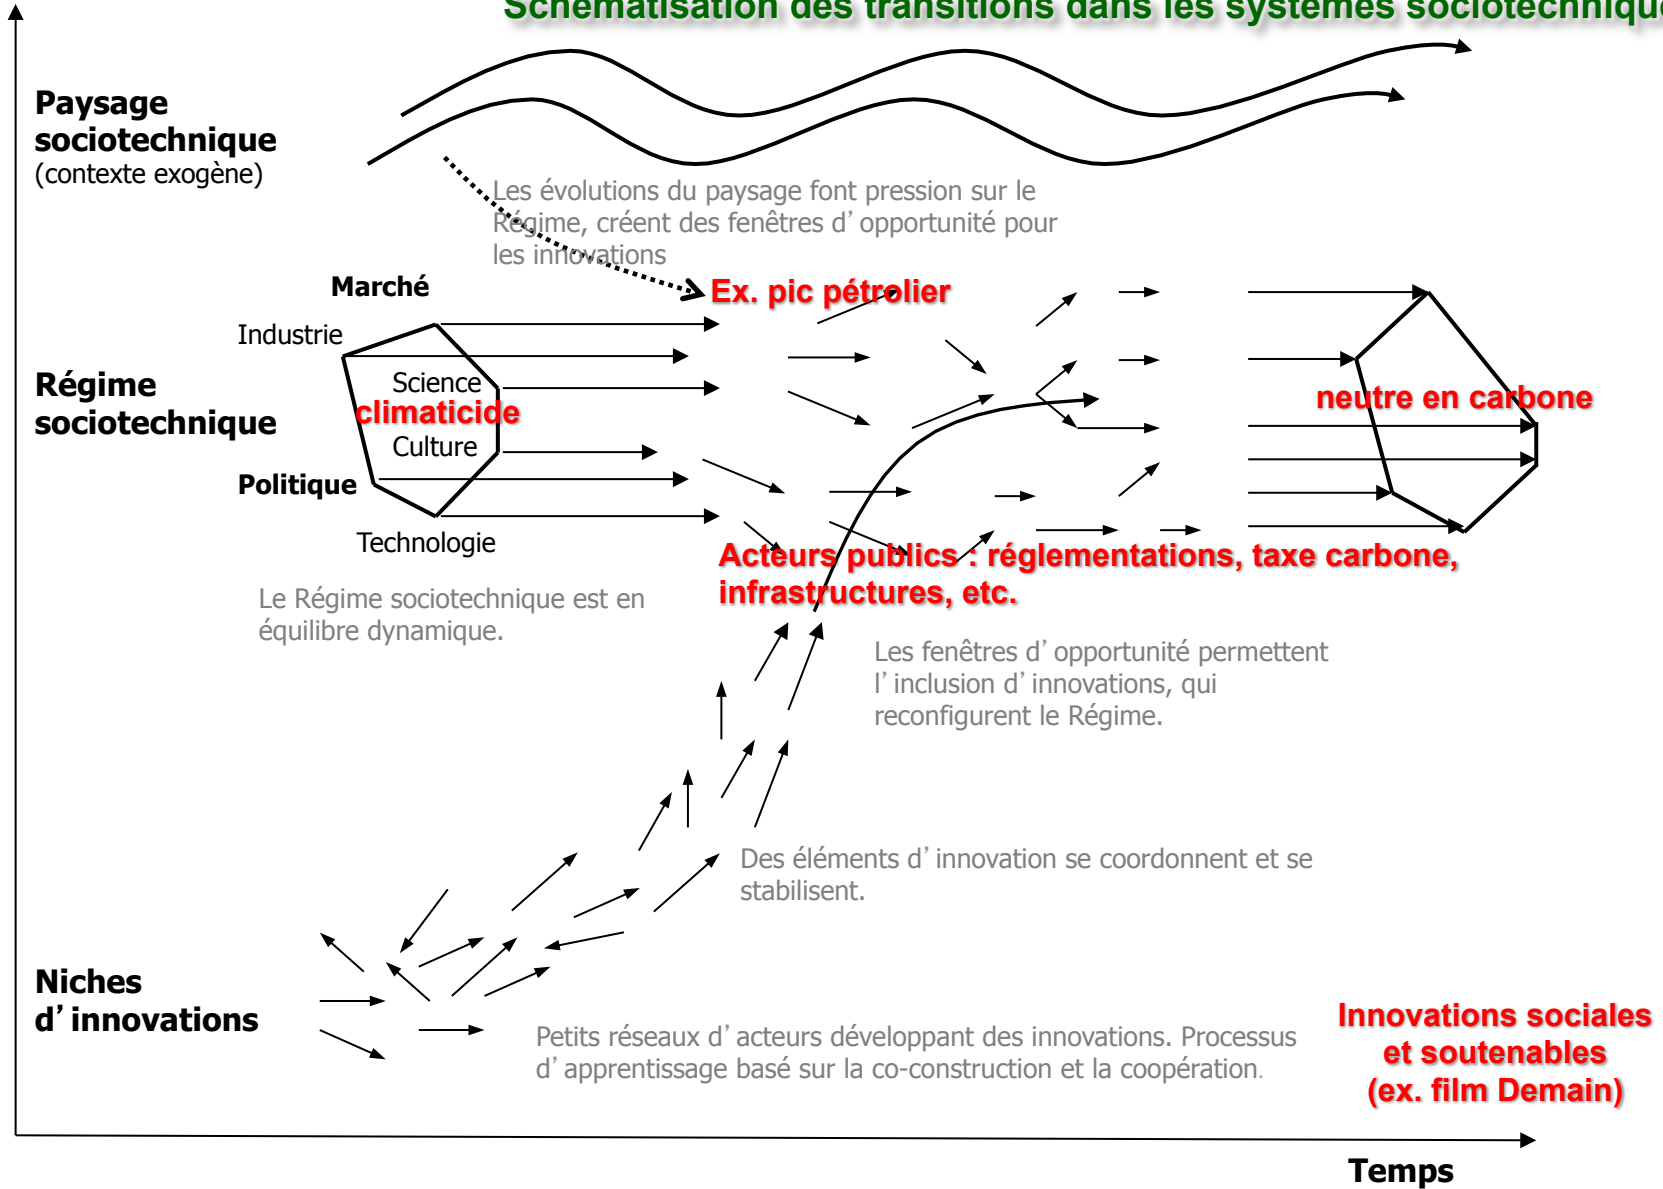 Schématisation des transitions dans les systèmes sociotechnique
Paysage
sociotechnique
(contexte exogène)
Les évolutions du paysage font pression sur le
Régime, créent des fenêtres d’opportunité pour
les innovations
Marché
Ex. pic pétrolier
Industrie
Régime
sociotechnique
Science
climaticide
Culture
neutre en carbone
Politique
Technologie
Acteurs publics : réglementations, taxe carbone,
infrastructures, etc.
Le Régime sociotechnique est en
équilibre dynamique.
Les fenêtres d’opportunité permettent
l’inclusion d’innovations, qui
reconfigurent le Régime.
Des éléments d’innovation se coordonnent et se
stabilisent.
Niches
d’innovations
Petits réseaux d’acteurs développant des innovations. Processus
d’apprentissage basé sur la co-construction et la coopération.
Innovations sociales
et soutenables
(ex. film Demain)
Temps